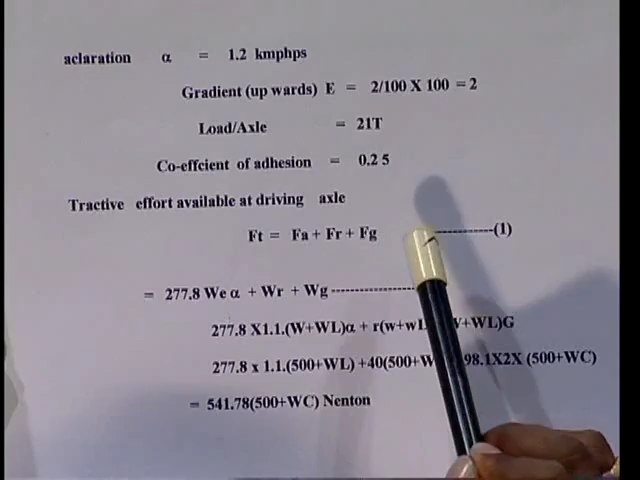 aclaration α = 1.2 kmphps
Gradient (up wards) E = 2/100 X 100 = 2
Load/Axle = 21T
Co-effcient of adhesion = 0.2 5
Tractive effort available at driving axle
Ft = Fa + Fr + Fg ----------(1)
= 277.8 We α + Wr + Wg ---------------
277.8 X1.1.(W+WL)α + r(w+wL +WL)G
277.8 x 1.1.(500+WL) +40(500+W 98.1X2X (500+WC)
= 541.78(500+WC) Nenton